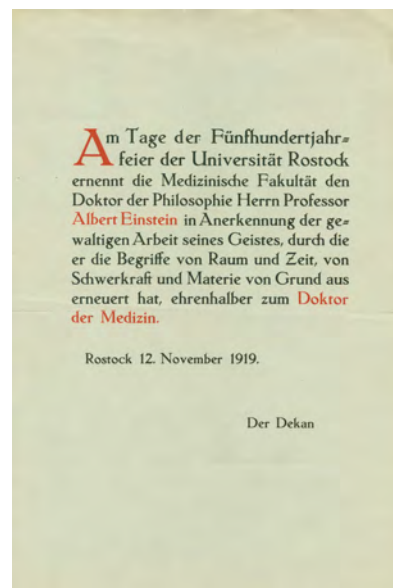 Am Tage der Fünfhundertjahr=
feier der Universität Rostock
ernennt die Medizinische Fakultät den
Doktor der Philosophie Herrn Professor
Albert Einstein in Anerkennung der ge=
waltigen Arbeit seines Geistes, durch die
er die Begriffe von Raum und Zeit, von
Schwerkraft und Materie von Grund aus
erneuert hat, ehrenhalber zum Doktor
der Medizin.
Rostock 12. November 1919.
Der Dekan